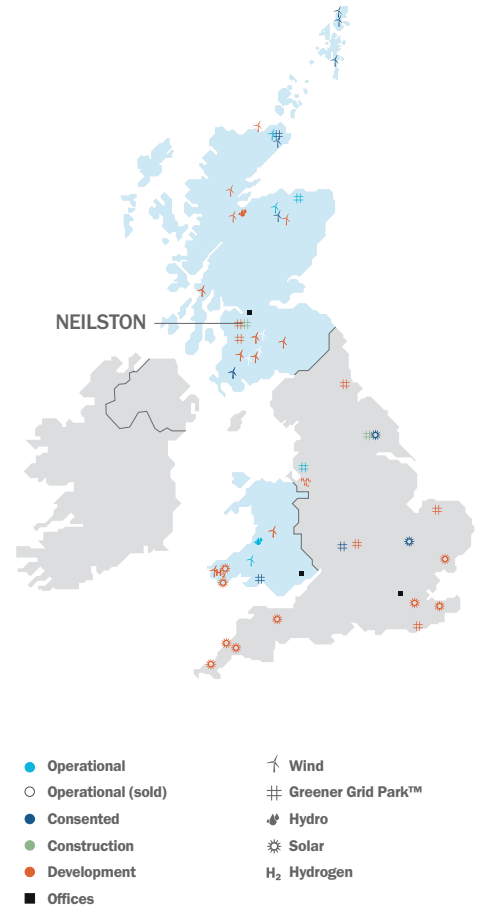 NEILSTON
Operational
Operational (sold)
Consented
Construction
Development
Offices
Wind
Greener Grid Park™
Hydro
Solar
H₂ Hydrogen